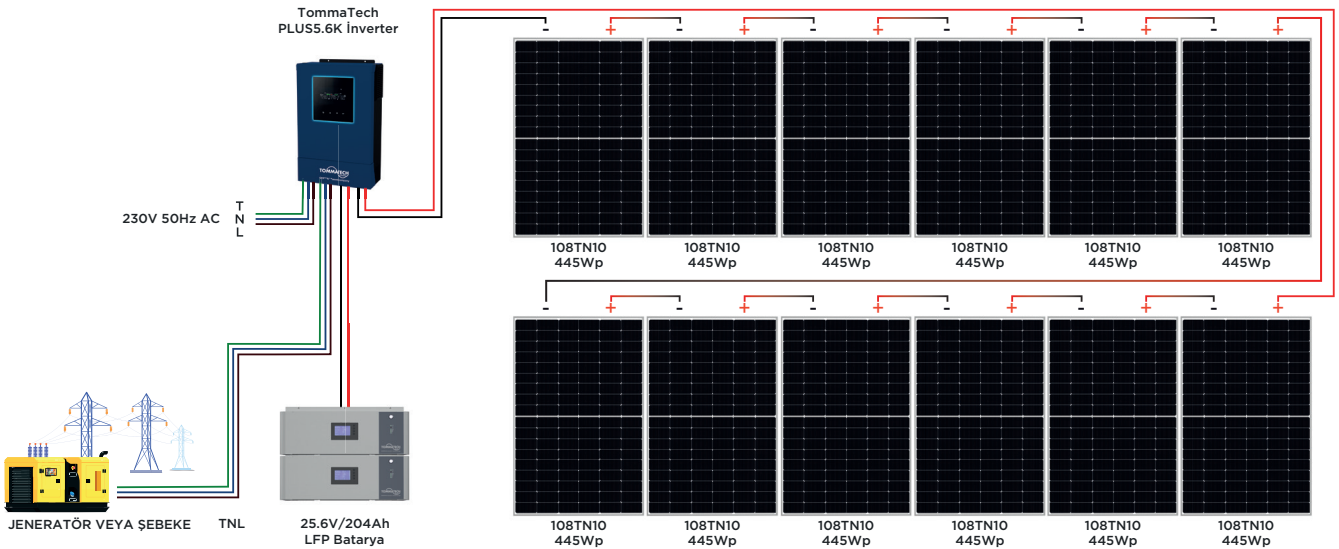 TommaTech
PLUS5.6K İnverter
- + - + - + - + - + - +
TOMMATECH
108TN10 108TN10 108TN10 108TN10 108TN10 108TN10
445Wp 445Wp 445Wp 445Wp 445Wp 445Wp
230V 50Hz AC
T
N
L
- + - + - + - + - + - +
108TN10 108TN10 108TN10 108TN10 108TN10 108TN10
445Wp 445Wp 445Wp 445Wp 445Wp 445Wp
JENERATÖR VEYA ŞEBEKE
TNL
25.6V/204Ah
LFP Batarya